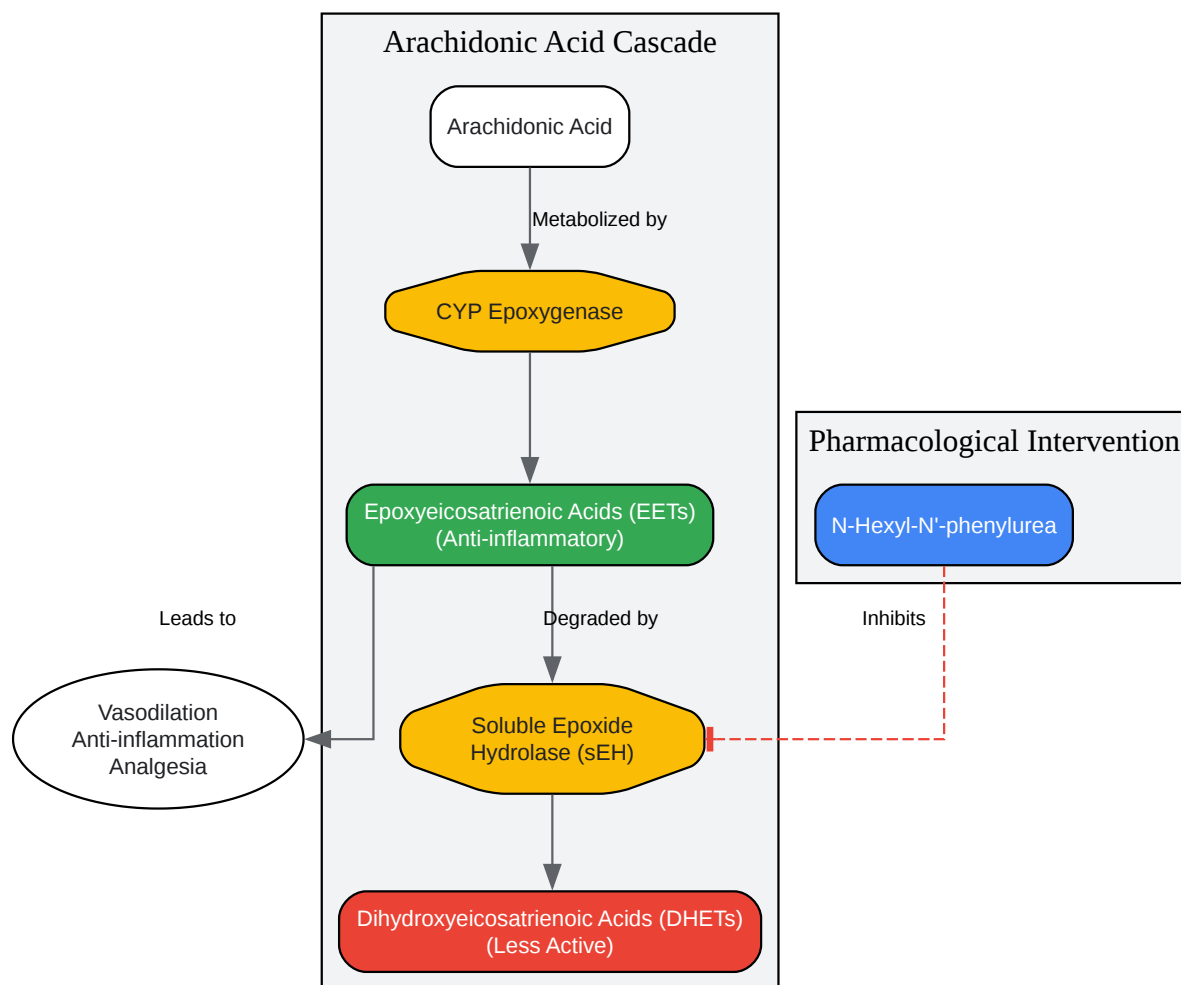 Arachidonic Acid Cascade
Arachidonic Acid
Metabolized by
CYP Epoxygenase
Pharmacological Intervention
Epoxyeicosatrienoic Acids (EETs)
(Anti-inflammatory)
N-Hexyl-N'-phenylurea
Leads to
Degraded by
Inhibits
Vasodilation
Anti-inflammation
Analgesia
Soluble Epoxide
Hydrolase (sEH)
Dihydroxyeicosatrienoic Acids (DHETs)
(Less Active)